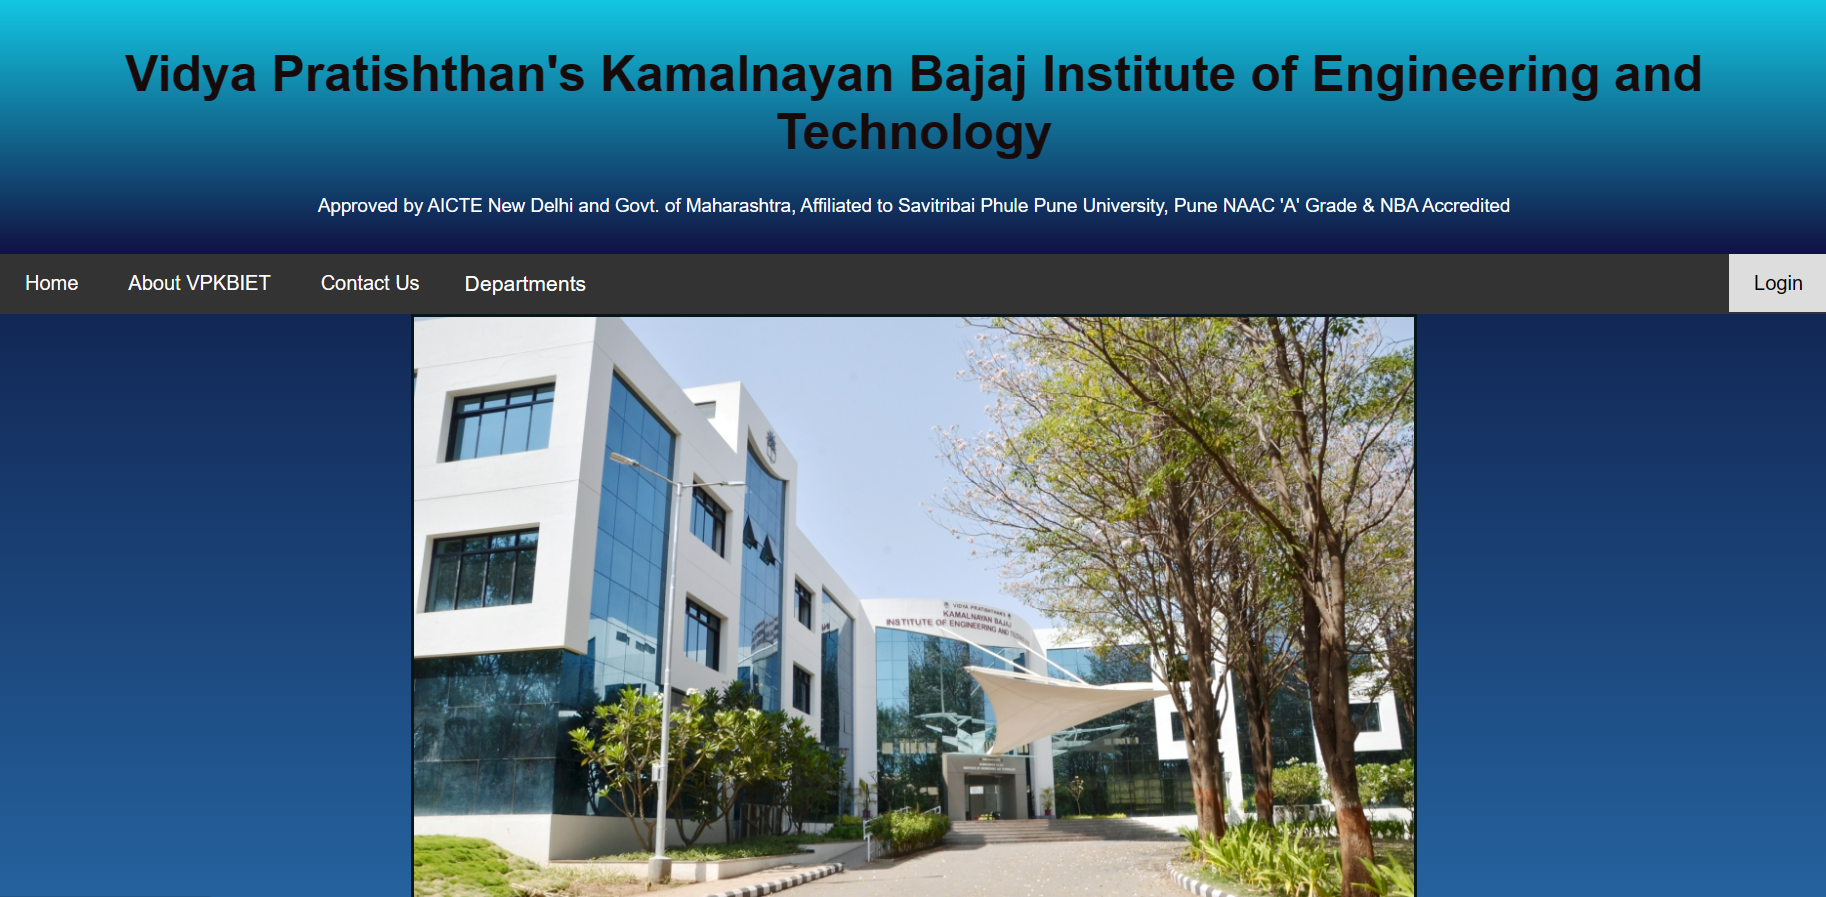 Vidya Pratishthan's Kamalnayan Bajaj Institute of Engineering and
Technology
Approved by AICTE New Delhi and Govt. of Maharashtra, Affiliated to Savitribai Phule Pune University, Pune NAAC 'A' Grade & NBA Accredited
Home About VPKBIET Contact Us Departments Login
VIDYA PRATISHTHAN'S
KAMALNAYAN BAJAJ
INSTITUTE OF ENGINEERING AND